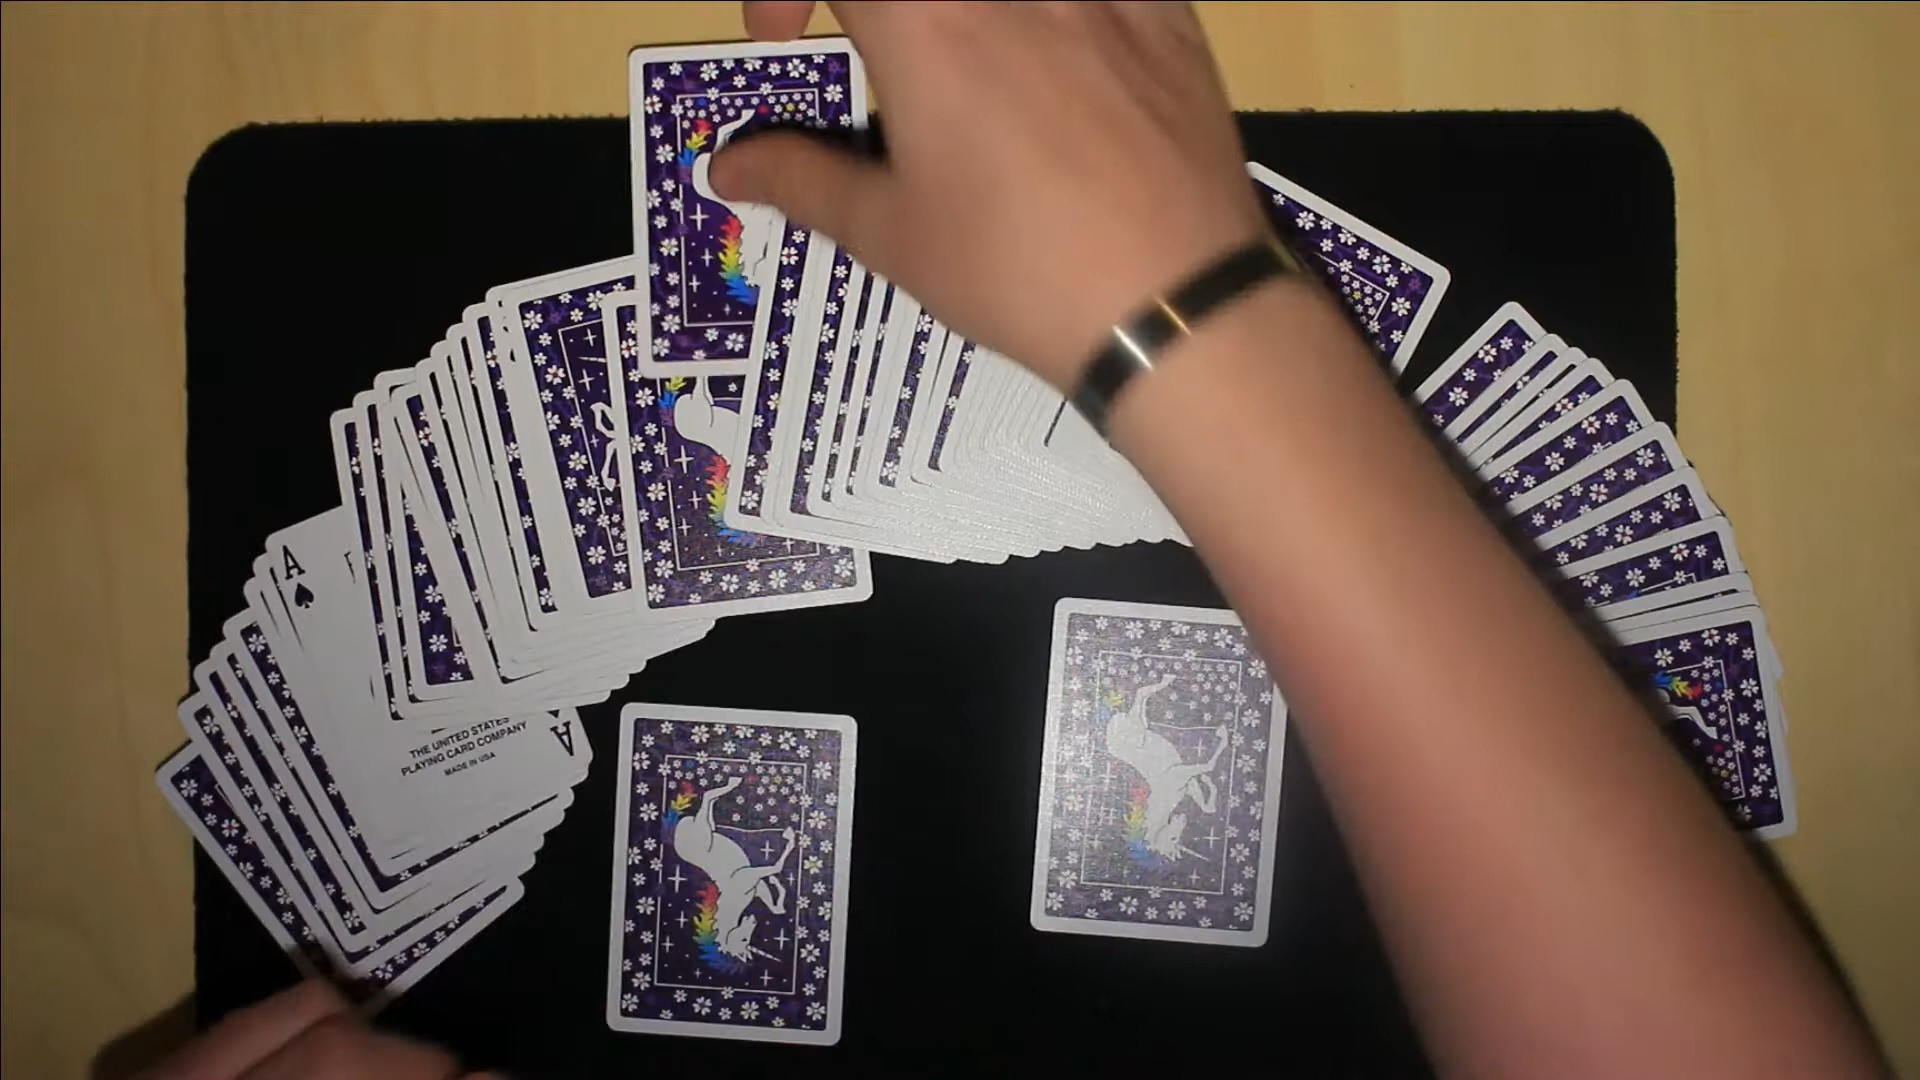 A
F
THE UNITED STATES
PLAYING CARD COMPANY
MADE IN USA
A